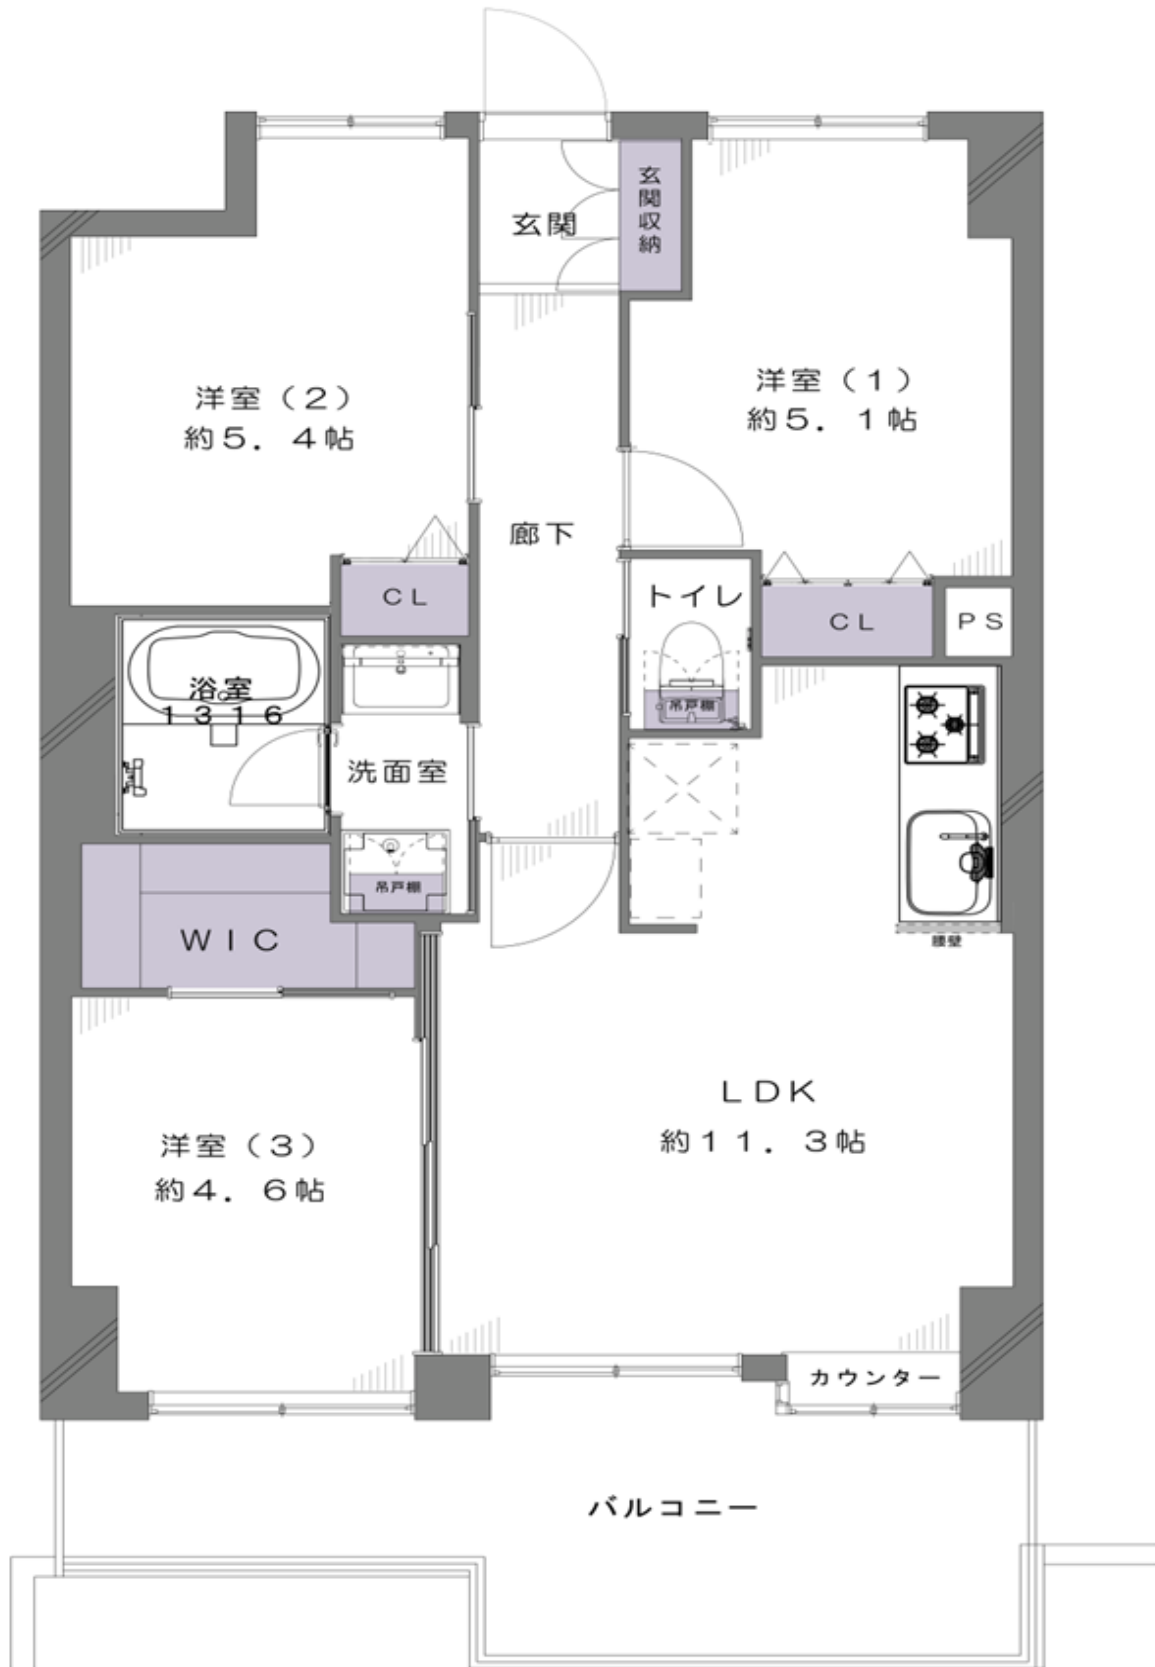 玄関
玄関収納
洋室（2）
約5．4帖
洋室（1）
約5．1帖
廊下
CL
トイレ
吊戸棚
CL
PS
浴室
1316
洗面室
吊戸棚
WIC
腰壁
LDK
約11．3帖
洋室（3）
約4．6帖
カウンター
バルコニー